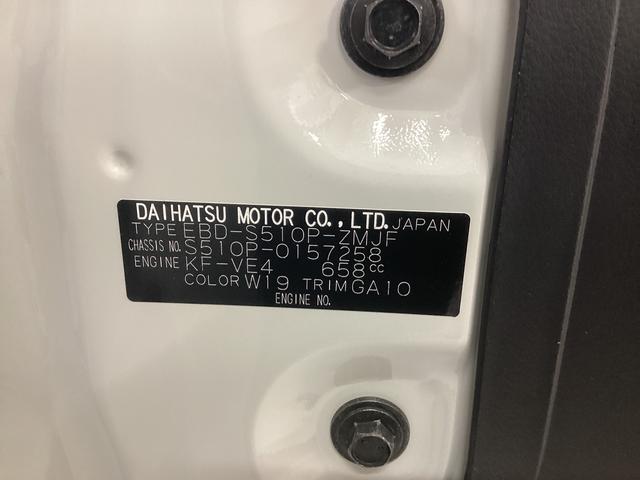 DAIHATSU MOTOR CO.,LTD. JAPAN
TYPE EBD-S510P-ZMJF
CHASSIS NO. S510P-0157258
ENGINE KF-VE4 658cc
COLOR W19 TRIM GA10
ENGINE NO.